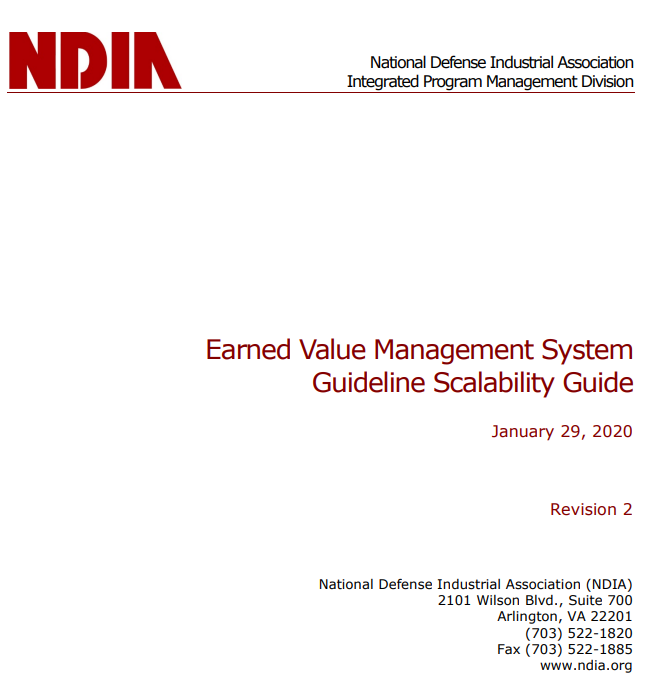 NDIA
National Defense Industrial Association
Integrated Program Management Division
Earned Value Management System
Guideline Scalability Guide
January 29, 2020
Revision 2
National Defense Industrial Association (NDIA)
2101 Wilson Blvd., Suite 700
Arlington, VA 22201
(703) 522-1820
Fax (703) 522-1885
www.ndia.org